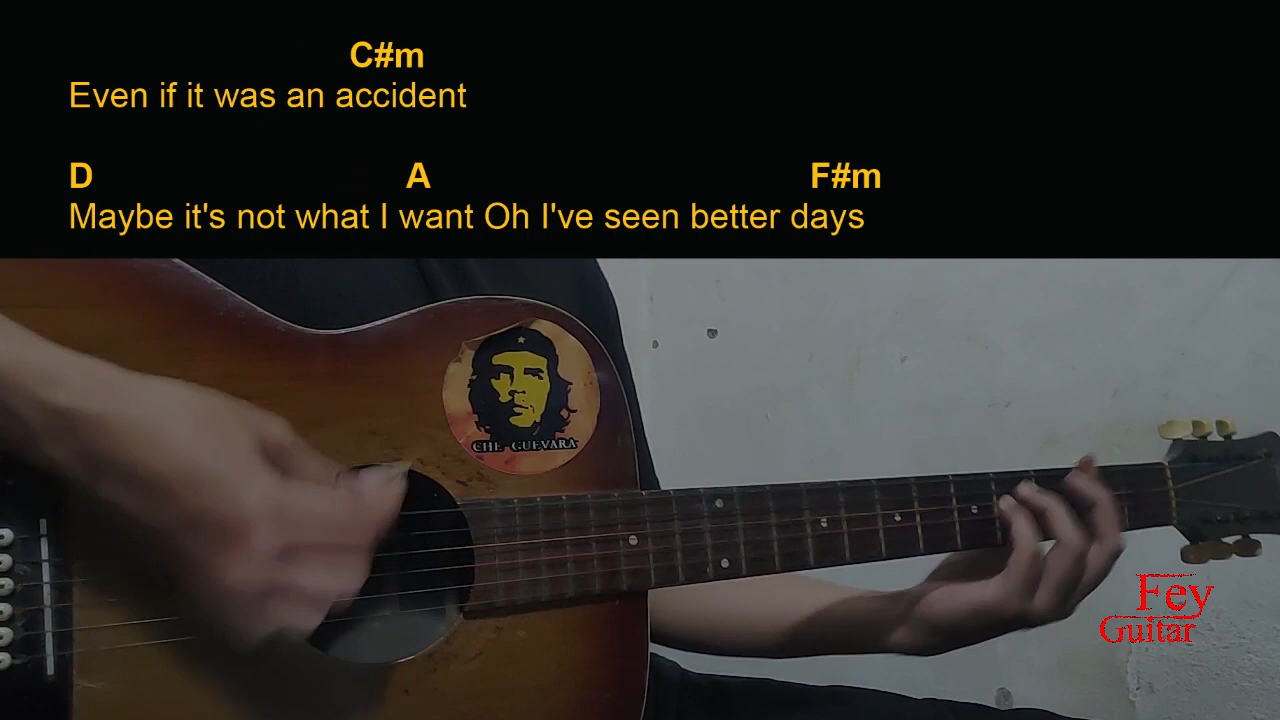 C#m
Even if it was an accident
D A F#m
Maybe it's not what I want Oh I've seen better days
CHE GUEVARA
Fey
Guitar